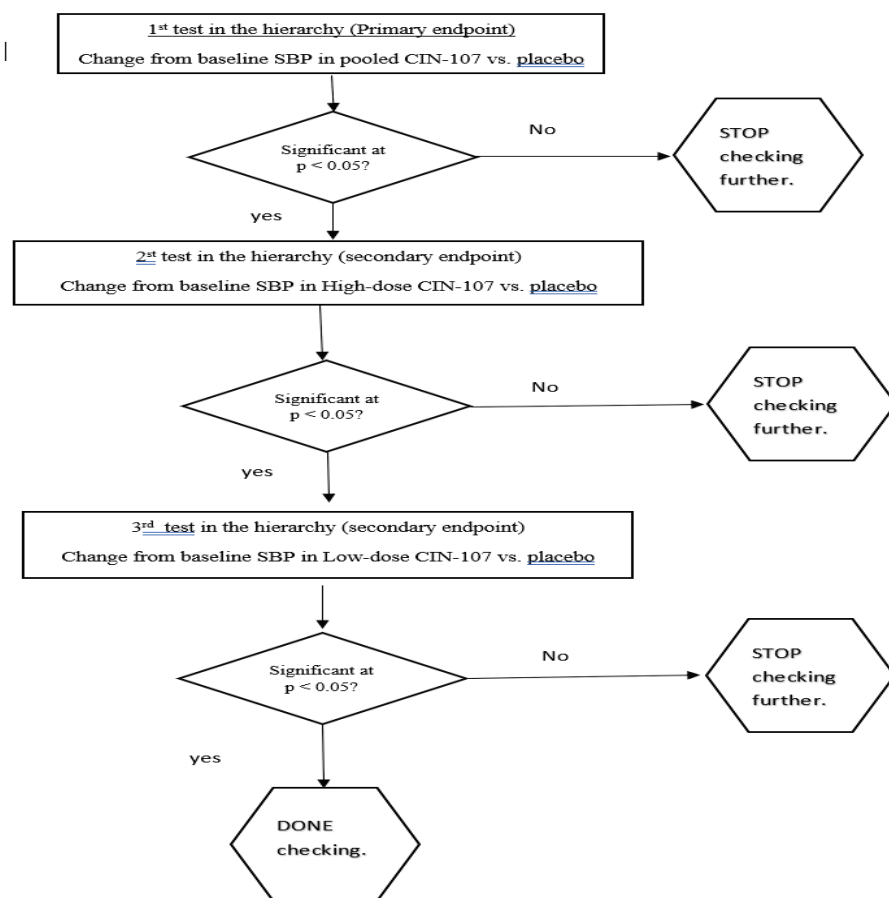 1st test in the hierarchy (Primary endpoint)
Change from baseline SBP in pooled CIN-107 vs. placebo
Significant at
p < 0.05?
No
STOP
checking
further.
yes
2st test in the hierarchy (secondary endpoint)
Change from baseline SBP in High-dose CIN-107 vs. placebo
Significant at
p < 0.05?
No
STOP
checking
further.
yes
3rd test in the hierarchy (secondary endpoint)
Change from baseline SBP in Low-dose CIN-107 vs. placebo
Significant at
p < 0.05?
No
STOP
checking
further.
yes
DONE
checking.